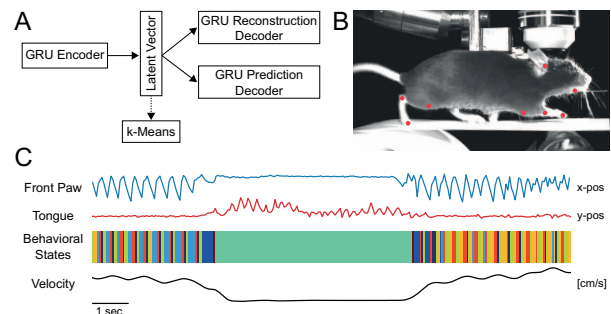 A
GRU Encoder
Latent Vector
GRU Reconstruction
Decoder
GRU Prediction
Decoder
k-Means
B
C
Front Paw
x-pos
Tongue
y-pos
Behavioral
States
Velocity
[cm/s]
1 sec